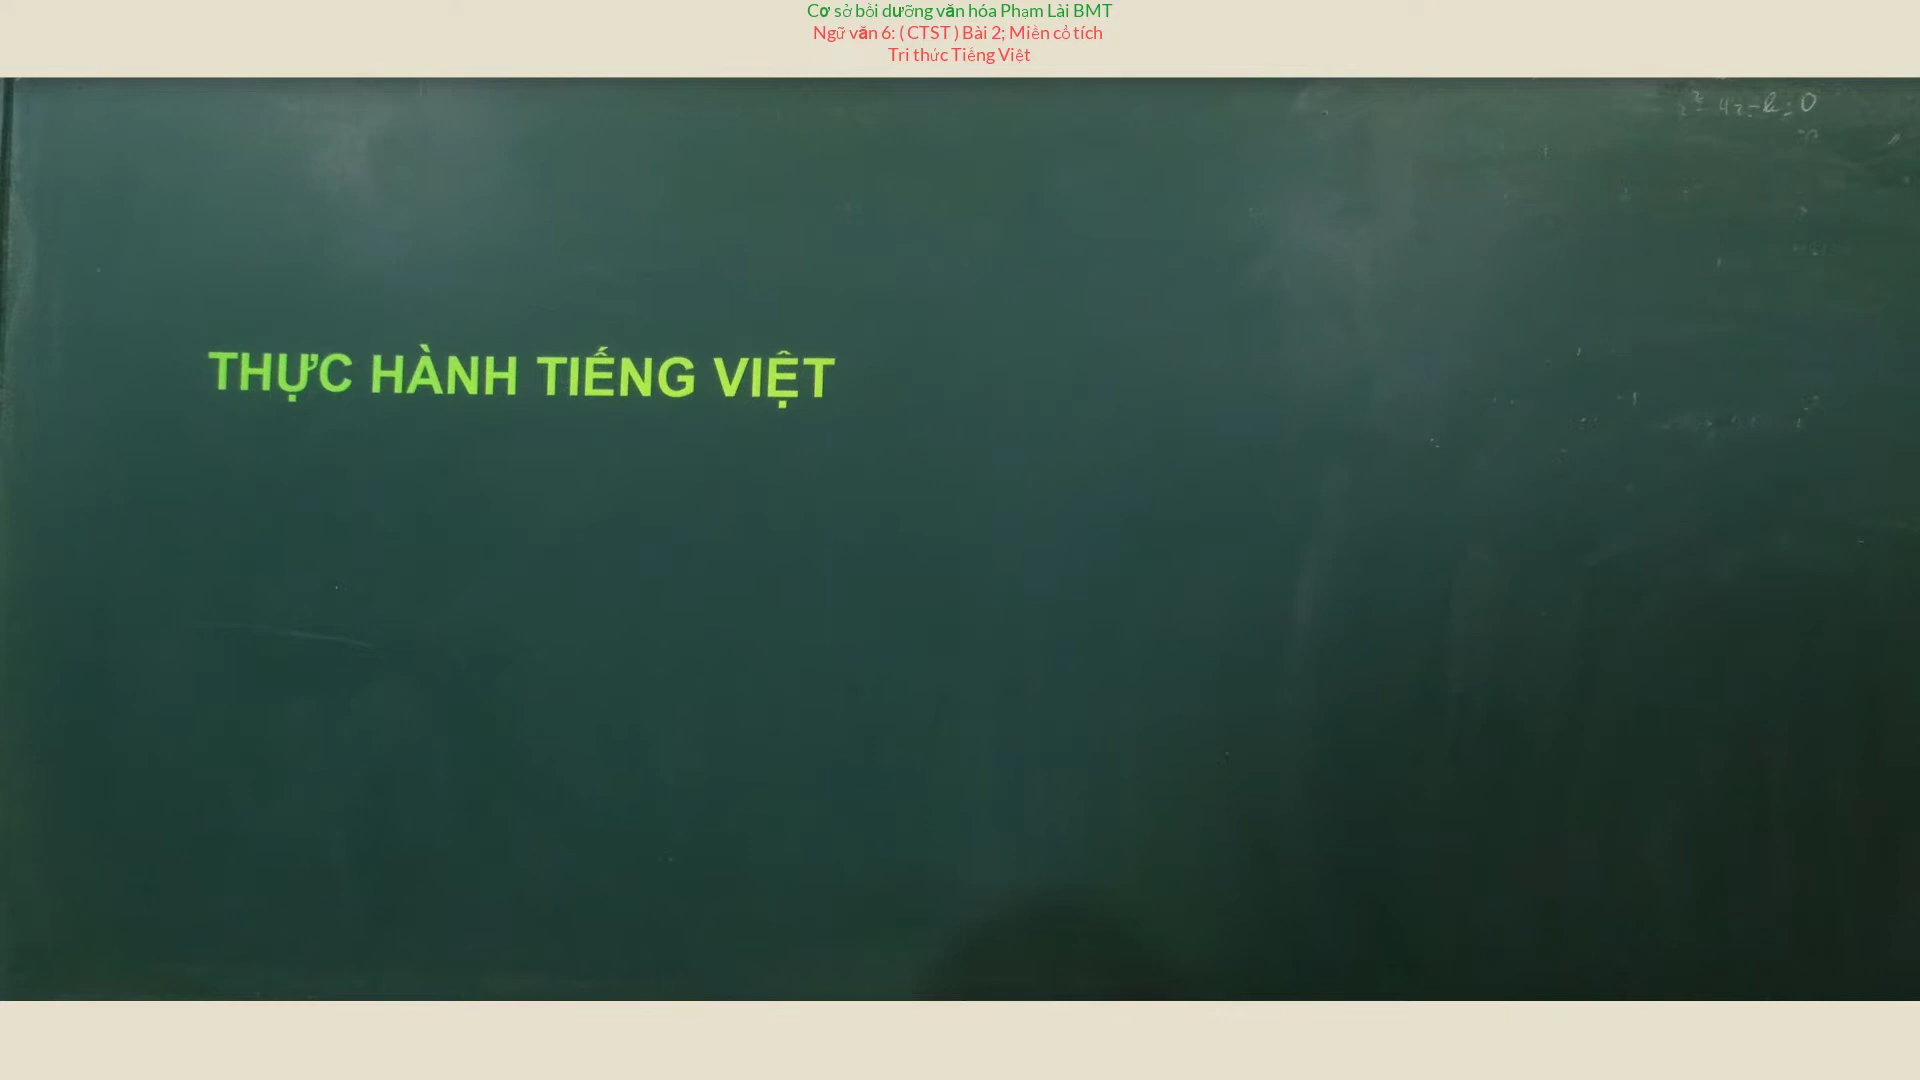 Cơ sở bồi dưỡng văn hóa Phạm Lài BMT
Ngữ văn 6: ( CTST ) Bài 2; Miền cổ tích
Tri thức Tiếng Việt
THỰC HÀNH TIẾNG VIỆT